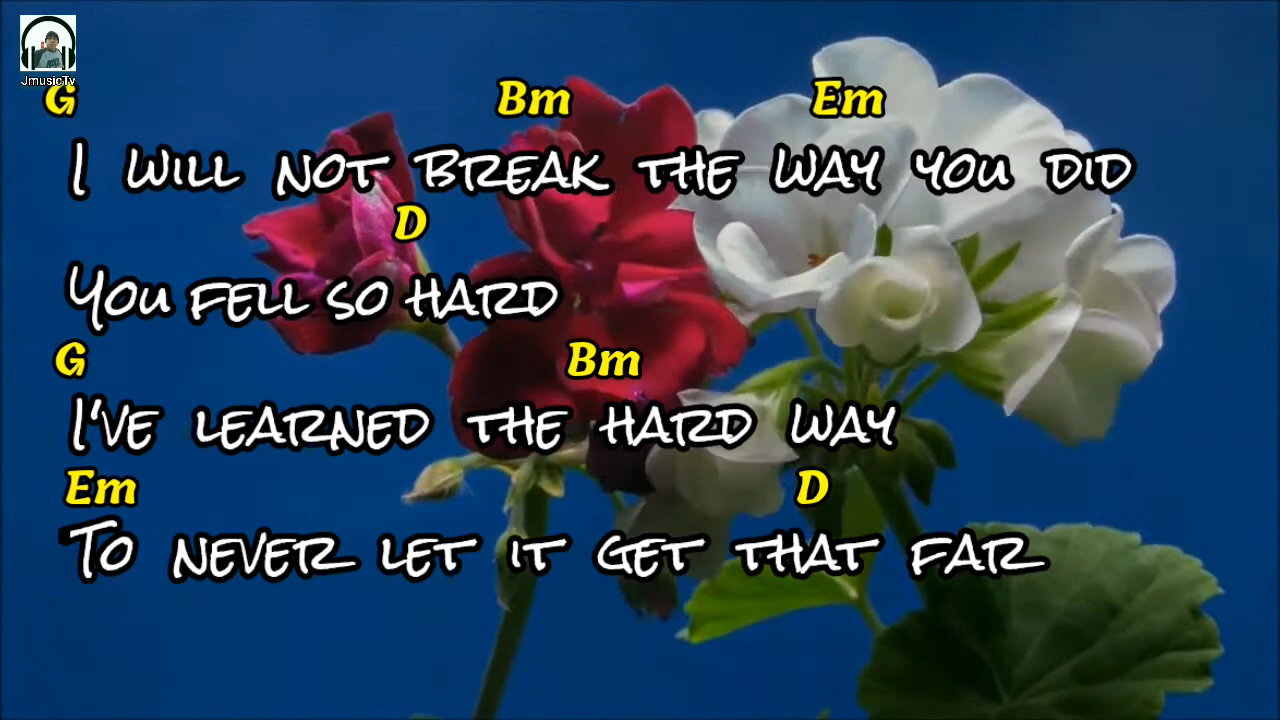 JmusicTv
G Bm Em
I will not break the way you did
D
You fell so hard
G Bm
I've learned the hard way
Em D
To never let it get that far